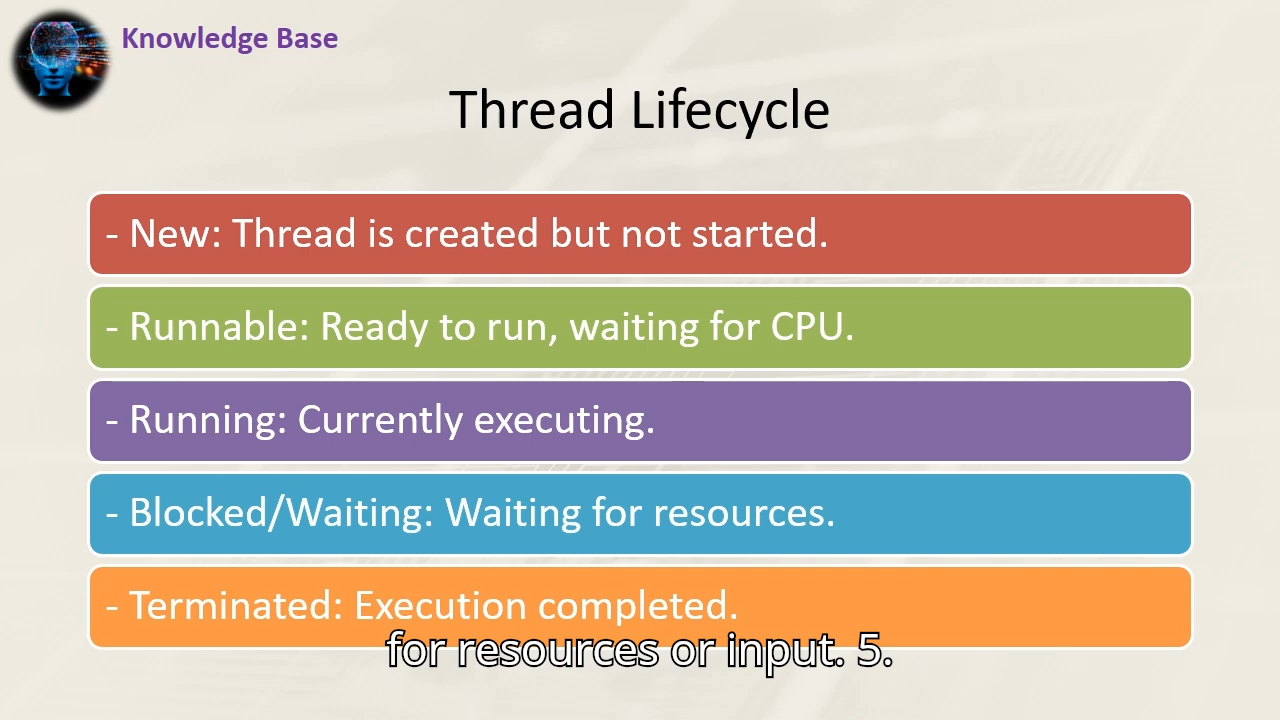 Knowledge Base
Thread Lifecycle
- New: Thread is created but not started.
- Runnable: Ready to run, waiting for CPU.
- Running: Currently executing.
- Blocked/Waiting: Waiting for resources.
- Terminated: Execution completed.
for resources or input. 5.